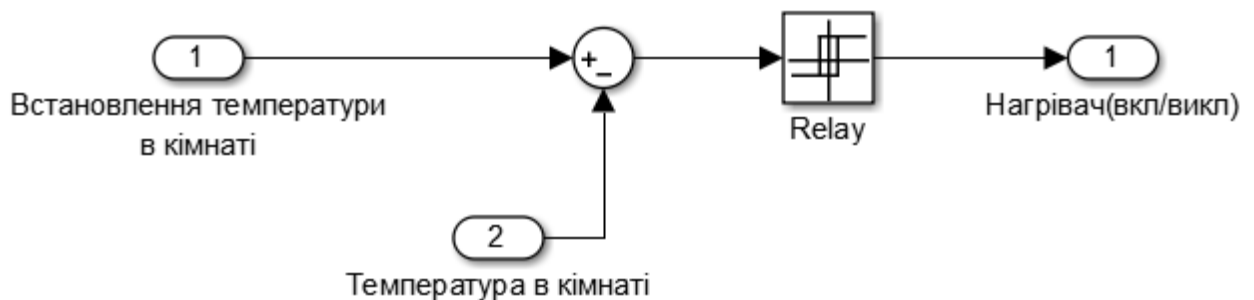 1
Встановлення температури
в кімнаті
+
−
Relay
1
Нагрівач(вкл/викл)
2
Температура в кімнаті